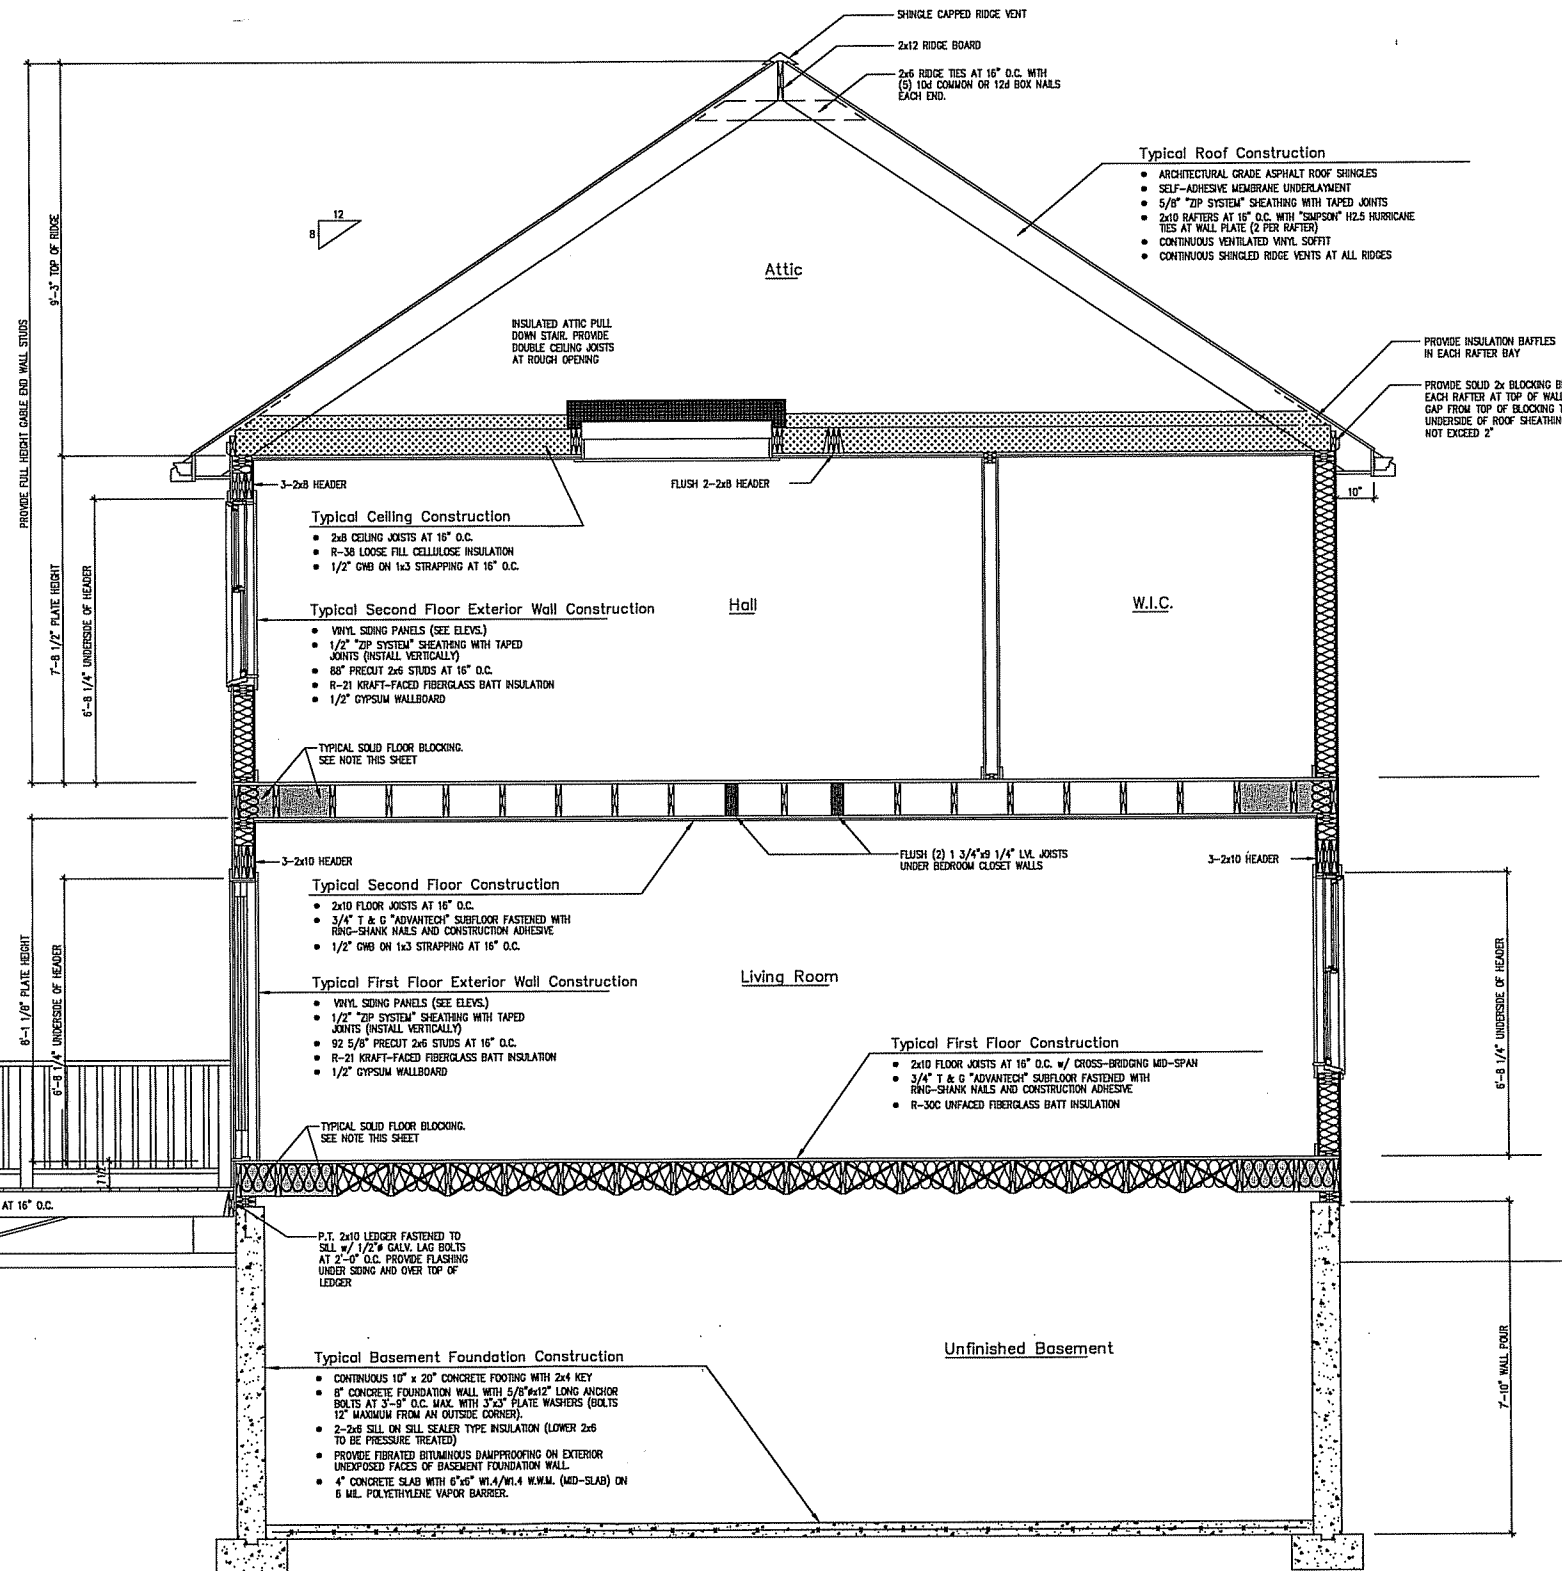 SHINGLE CAPPED RIDGE VENT
2x12 RIDGE BOARD
2x6 RIDGE TIES AT 16" O.C. WITH
(5) 10d COMMON OR 12d BOX NAILS
EACH END.
Typical Roof Construction
• ARCHITECTURAL GRADE ASPHALT ROOF SHINGLES
• SELF-ADHESIVE MEMBRANE UNDERLAYMENT
• 5/8" "ZIP SYSTEM" SHEATHING WITH TAPED JOINTS
• 2x10 RAFTERS AT 16" O.C. WITH "SIMPSON" H2.5 HURRICANE
TIES AT WALL PLATE (2 PER RAFTER)
• CONTINUOUS VENTILATED VINYL SOFFIT
• CONTINUOUS SHINGLED RIDGE VENTS AT ALL RIDGES
12
8
9'-3" TOP OF RIDGE
PROVIDE FULL HEIGHT GABLE END WALL STUDS
Attic
INSULATED ATTIC PULL
DOWN STAIR. PROVIDE
DOUBLE CEILING JOISTS
AT ROUGH OPENING
PROVIDE INSULATION BAFFLES
IN EACH RAFTER BAY
PROVIDE SOLID 2x BLOCKING
EACH RAFTER AT TOP OF WALL
GAP FROM TOP OF BLOCKING
UNDERSIDE OF ROOF
NOT EXCEED 2"
3-2x8 HEADER
FLUSH 2-2x8 HEADER
10"
Typical Ceiling Construction
• 2x8 CEILING JOISTS AT 16" O.C.
• R-38 LOOSE FILL CELLULOSE INSULATION
• 1/2" GWB ON 1x3 STRAPPING AT 16" O.C.
7'-8 1/2" PLATE HEIGHT
6'-8 1/4" UNDERSIDE OF HEADER
Typical Second Floor Exterior Wall Construction
• VINYL SIDING PANELS (SEE ELEVS.)
• 1/2" "ZIP SYSTEM" SHEATHING WITH TAPED
JOINTS (INSTALL VERTICALLY)
• 88" PRECUT 2x6 STUDS AT 16" O.C.
• R-21 KRAFT-FACED FIBERGLASS BATT INSULATION
• 1/2" GYPSUM WALLBOARD
Hall
W.I.C.
TYPICAL SOLID FLOOR BLOCKING.
SEE NOTE THIS SHEET
3-2x10 HEADER
FLUSH (2) 1 3/4"x9 1/4" LVL JOISTS
UNDER BEDROOM CLOSET WALLS
3-2x10 HEADER
Typical Second Floor Construction
• 2x10 FLOOR JOISTS AT 16" O.C.
• 3/4" T & G "ADVANTECH" SUBFLOOR FASTENED WITH
RING-SHANK NAILS AND CONSTRUCTION ADHESIVE
• 1/2" GWB ON 1x3 STRAPPING AT 16" O.C.
8'-1 1/8" PLATE HEIGHT
6'-8 1/4" UNDERSIDE OF HEADER
Typical First Floor Exterior Wall Construction
• VINYL SIDING PANELS (SEE ELEVS.)
• 1/2" "ZIP SYSTEM" SHEATHING WITH TAPED
JOINTS (INSTALL VERTICALLY)
• 92 5/8" PRECUT 2x6 STUDS AT 16" O.C.
• R-21 KRAFT-FACED FIBERGLASS BATT INSULATION
• 1/2" GYPSUM WALLBOARD
Living Room
6'-8 1/4" UNDERSIDE OF HEADER
Typical First Floor Construction
• 2x10 FLOOR JOISTS AT 16" O.C. w/ CROSS-BRIDGING MID-SPAN
• 3/4" T & G "ADVANTECH" SUBFLOOR FASTENED WITH
RING-SHANK NAILS AND CONSTRUCTION ADHESIVE
• R-30C UNFACED FIBERGLASS BATT INSULATION
TYPICAL SOLID FLOOR BLOCKING.
SEE NOTE THIS SHEET
AT 16" O.C.
P.T. 2x10 LEDGER FASTENED TO
SILL w/ 1/2"ø GALV. LAG BOLTS
AT 2'-0" O.C. PROVIDE FLASHING
UNDER SIDING AND OVER TOP OF
LEDGER
Unfinished Basement
7'-10" WALL POUR
Typical Basement Foundation Construction
• CONTINUOUS 10" x 20" CONCRETE FOOTING WITH 2x4 KEY
• 8" CONCRETE FOUNDATION WALL WITH 5/8"øx12" LONG ANCHOR
BOLTS AT 3'-9" O.C. MAX. WITH 3"x3" PLATE WASHERS (BOLTS
12" MAXIMUM FROM AN OUTSIDE CORNER).
• 2-2x6 SILL ON SILL SEALER TYPE INSULATION (LOWER 2x6
TO BE PRESSURE TREATED)
• PROVIDE FIBRATED BITUMINOUS DAMPPROOFING ON EXTERIOR
UNEXPOSED FACES OF BASEMENT FOUNDATION WALL.
• 4" CONCRETE SLAB WITH 6"x6" W1.4/W1.4 W.W.M. (MID-SLAB) ON
6 MIL. POLYETHYLENE VAPOR BARRIER.